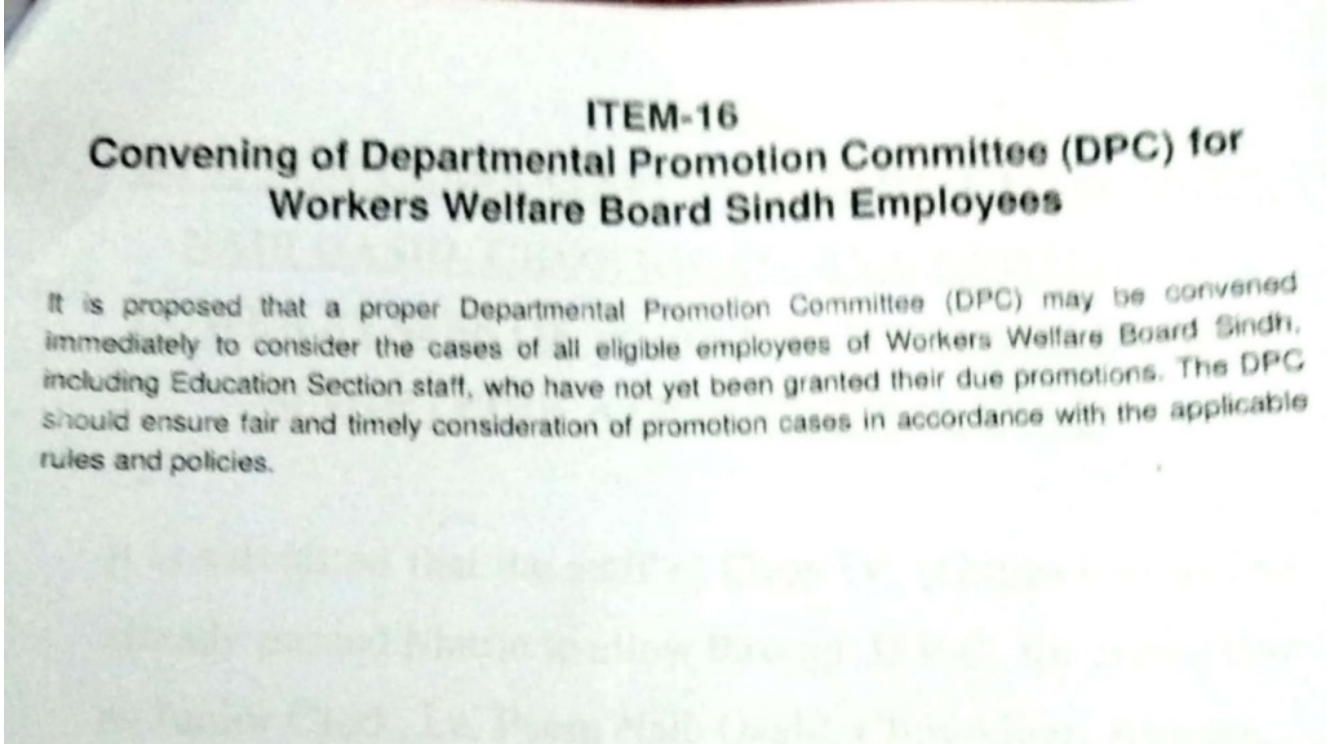 ITEM-16
Convening of Departmental Promotion Committee (DPC) for
Workers Welfare Board Sindh Employees
It is proposed that a proper Departmental Promotion Committee (DPC) may be convened
immediately to consider the cases of all eligible employees of Workers Welfare Board Sindh,
including Education Section staff, who have not yet been granted their due promotions. The DPC
should ensure fair and timely consideration of promotion cases in accordance with the applicable
rules and policies.